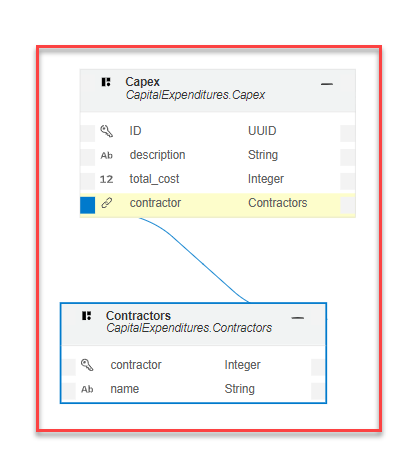 Capex
CapitalExpenditures.Capex
ID UUID
Ab description String
12 total_cost Integer
contractor Contractors
Contractors
CapitalExpenditures.Contractors
contractor Integer
Ab name String